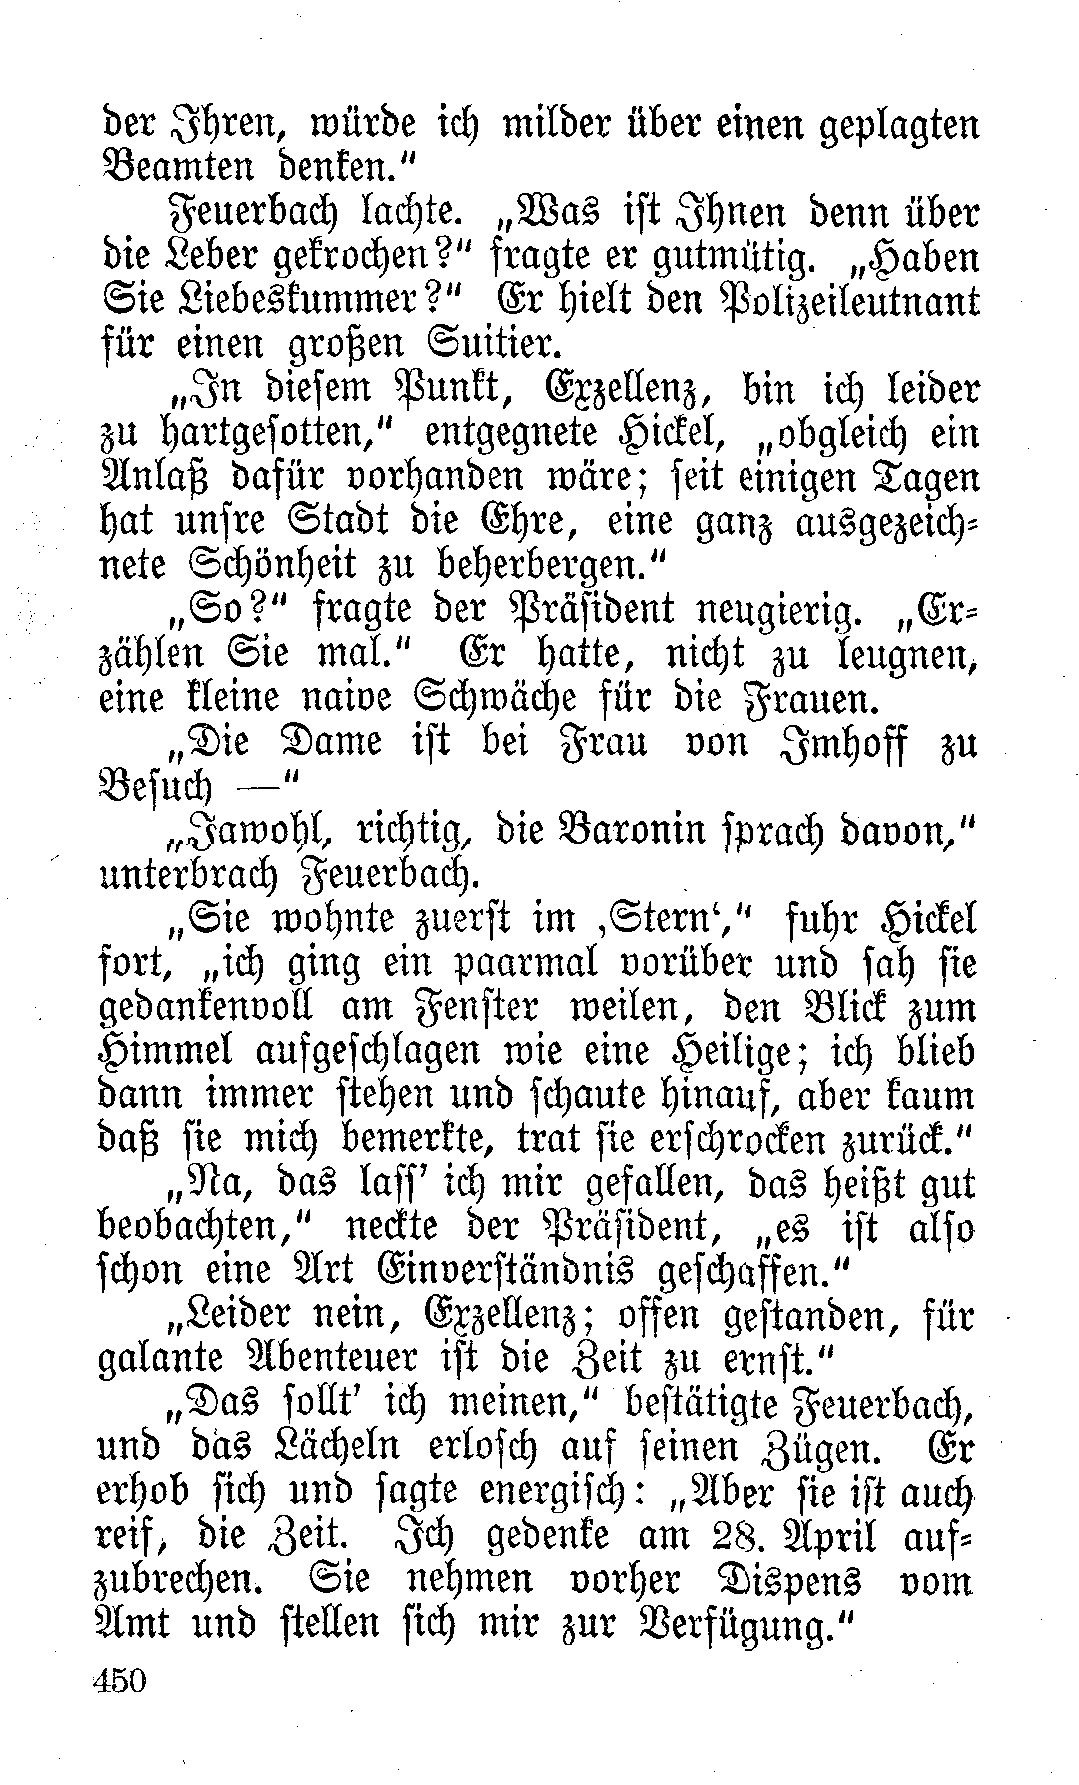 der Ihren, würde ich milder über einen geplagten
Beamten denken.“
Feuerbach lachte. „Was ist Ihnen denn über
die Leber gekrochen?“ fragte er gutmütig. „Haben
Sie Liebeskummer?“ Er hielt den Polizeileutnant
für einen großen Suitier.
„In diesem Punkt, Exzellenz, bin ich leider
zu hartgesotten,“ entgegnete Hickel, „obgleich ein
Anlaß dafür vorhanden wäre; seit einigen Tagen
hat unsre Stadt die Ehre, eine ganz ausgezeich-
nete Schönheit zu beherbergen.“
„So?“ fragte der Präsident neugierig. „Er-
zählen Sie mal.“ Er hatte, nicht zu leugnen,
eine kleine naive Schwäche für die Frauen.
„Die Dame ist bei Frau von Imhoff zu
Besuch —“
„Jawohl, richtig, die Baronin sprach davon,“
unterbrach Feuerbach.
„Sie wohnte zuerst im ‚Stern‘,“ fuhr Hickel
fort, „ich ging ein paarmal vorüber und sah sie
gedankenvoll am Fenster weilen, den Blick zum
Himmel aufgeschlagen wie eine Heilige; ich blieb
dann immer stehen und schaute hinauf, aber kaum
daß sie mich bemerkte, trat sie erschrocken zurück.“
„Na, das lass’ ich mir gefallen, das heißt gut
beobachten,“ neckte der Präsident, „es ist also
schon eine Art Einverständnis geschaffen.“
„Leider nein, Exzellenz; offen gestanden, für
galante Abenteuer ist die Zeit zu ernst.“
„Das sollt’ ich meinen,“ bestätigte Feuerbach,
und das Lächeln erlosch auf seinen Zügen. Er
erhob sich und sagte energisch: „Aber sie ist auch
reif, die Zeit. Ich gedenke am 28. April auf-
zubrechen. Sie nehmen vorher Dispens vom
Amt und stellen sich mir zur Verfügung.“
450